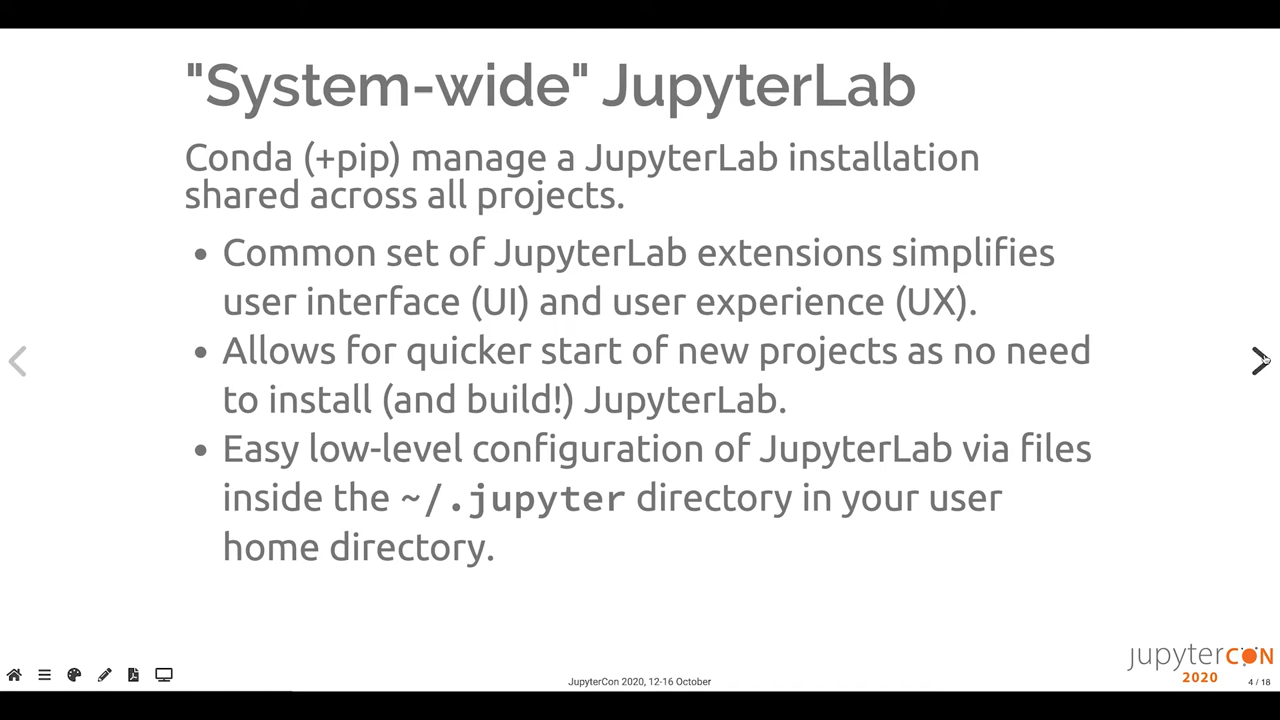 "System-wide" JupyterLab
Conda (+pip) manage a JupyterLab installation
shared across all projects.
• Common set of JupyterLab extensions simplifies
user interface (UI) and user experience (UX).
• Allows for quicker start of new projects as no need
to install (and build!) JupyterLab.
• Easy low-level configuration of JupyterLab via files
inside the ~/.jupyter directory in your user
home directory.
jupyterCON
2020
JupyterCon 2020, 12-16 October
4 / 18